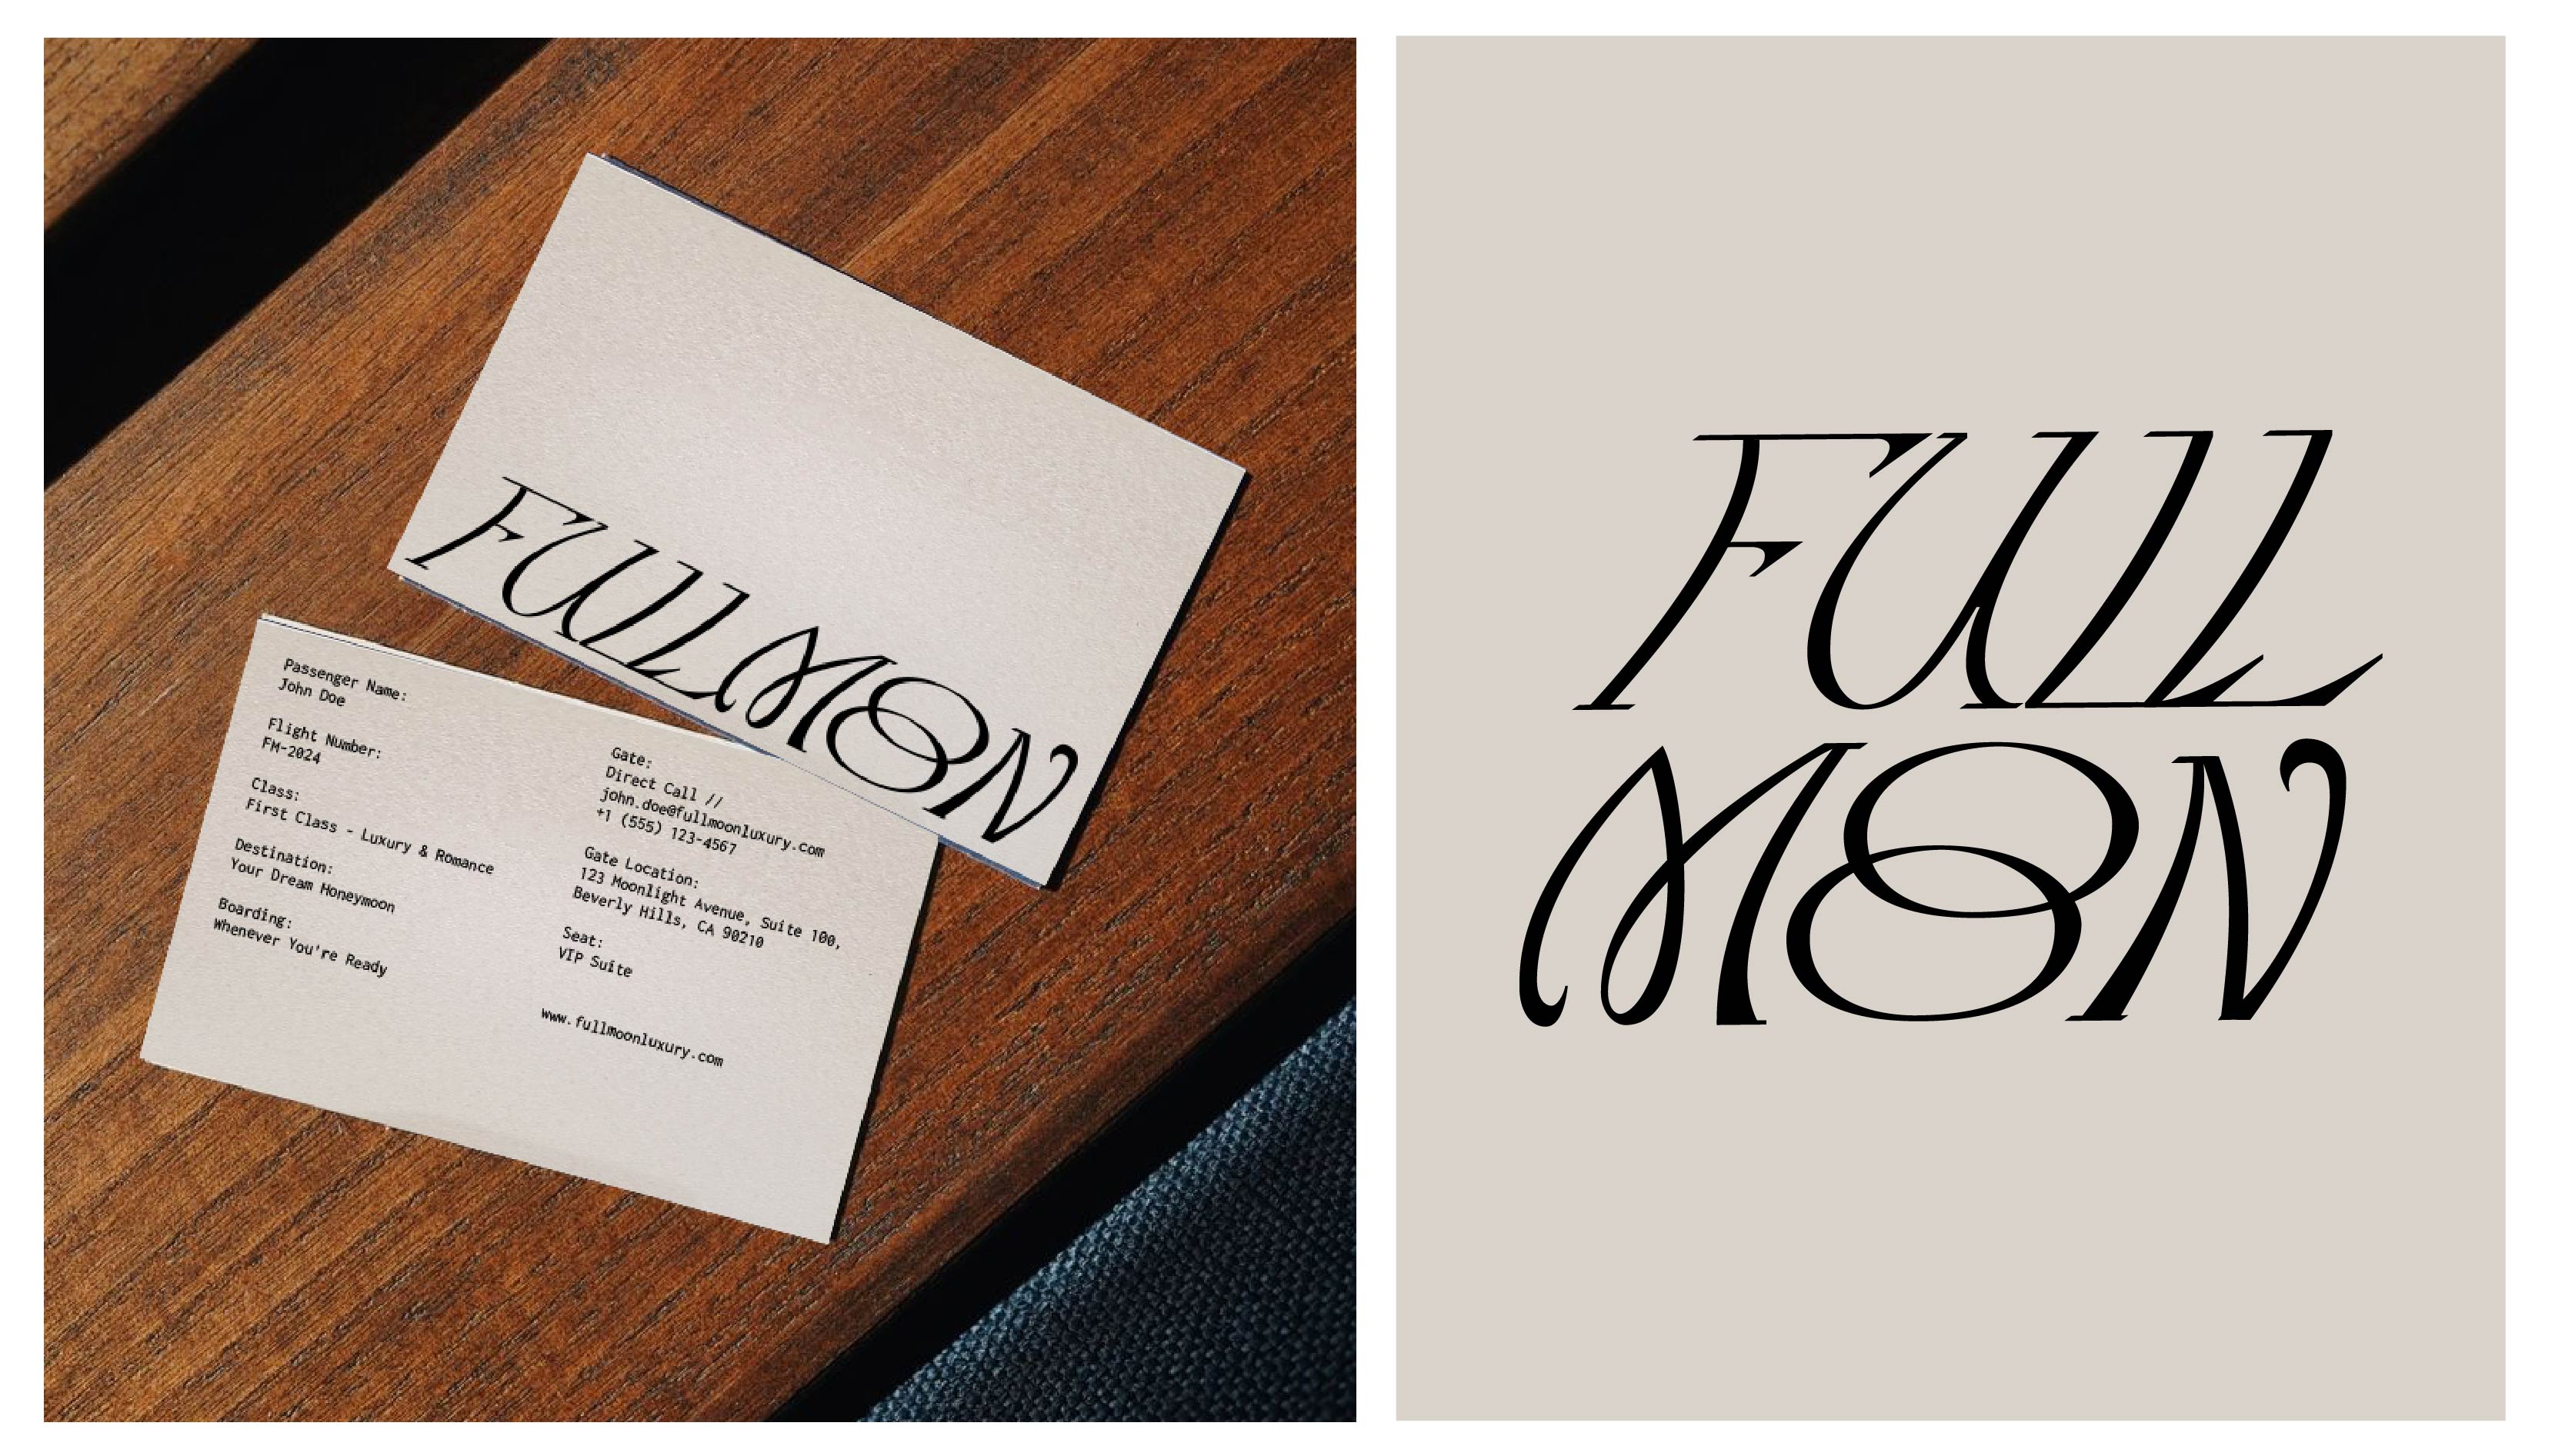 FULLMOON
Passenger Name:
John Doe
Flight Number:
FM-2024
Class:
First Class - Luxury & Romance
Destination:
Your Dream Honeymoon
Boarding:
Whenever You're Ready
Gate:
Direct Call //
john.doe@fullmoonluxury.com
+1 (555) 123-4567
Gate Location:
123 Moonlight Avenue, Suite 100,
Beverly Hills, CA 90210
Seat:
VIP Suite
www.fullmoonluxury.com
FULL
MOON